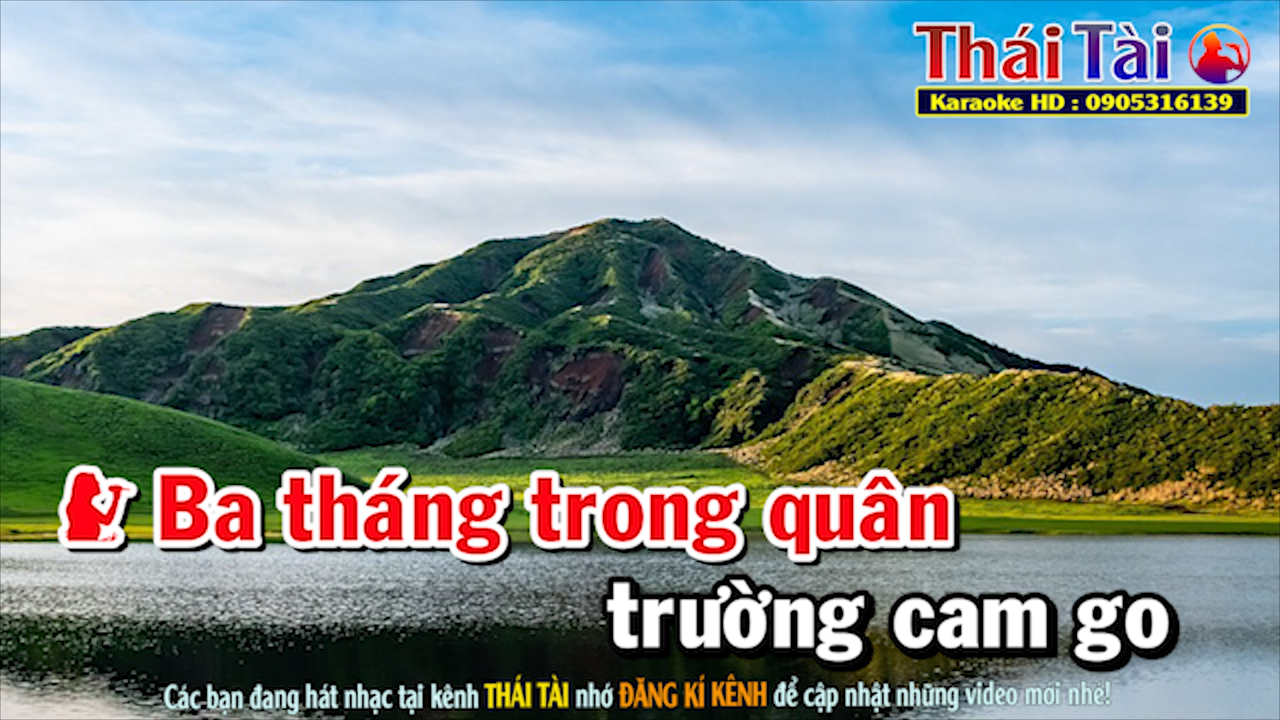 Thái Tài
Karaoke HD : 0905316139
Ba tháng trong quân
trường cam go
Các bạn đang hát nhạc tại kênh THÁI TÀI nhớ ĐĂNG KÍ KÊNH để cập nhật những video mới nhé!